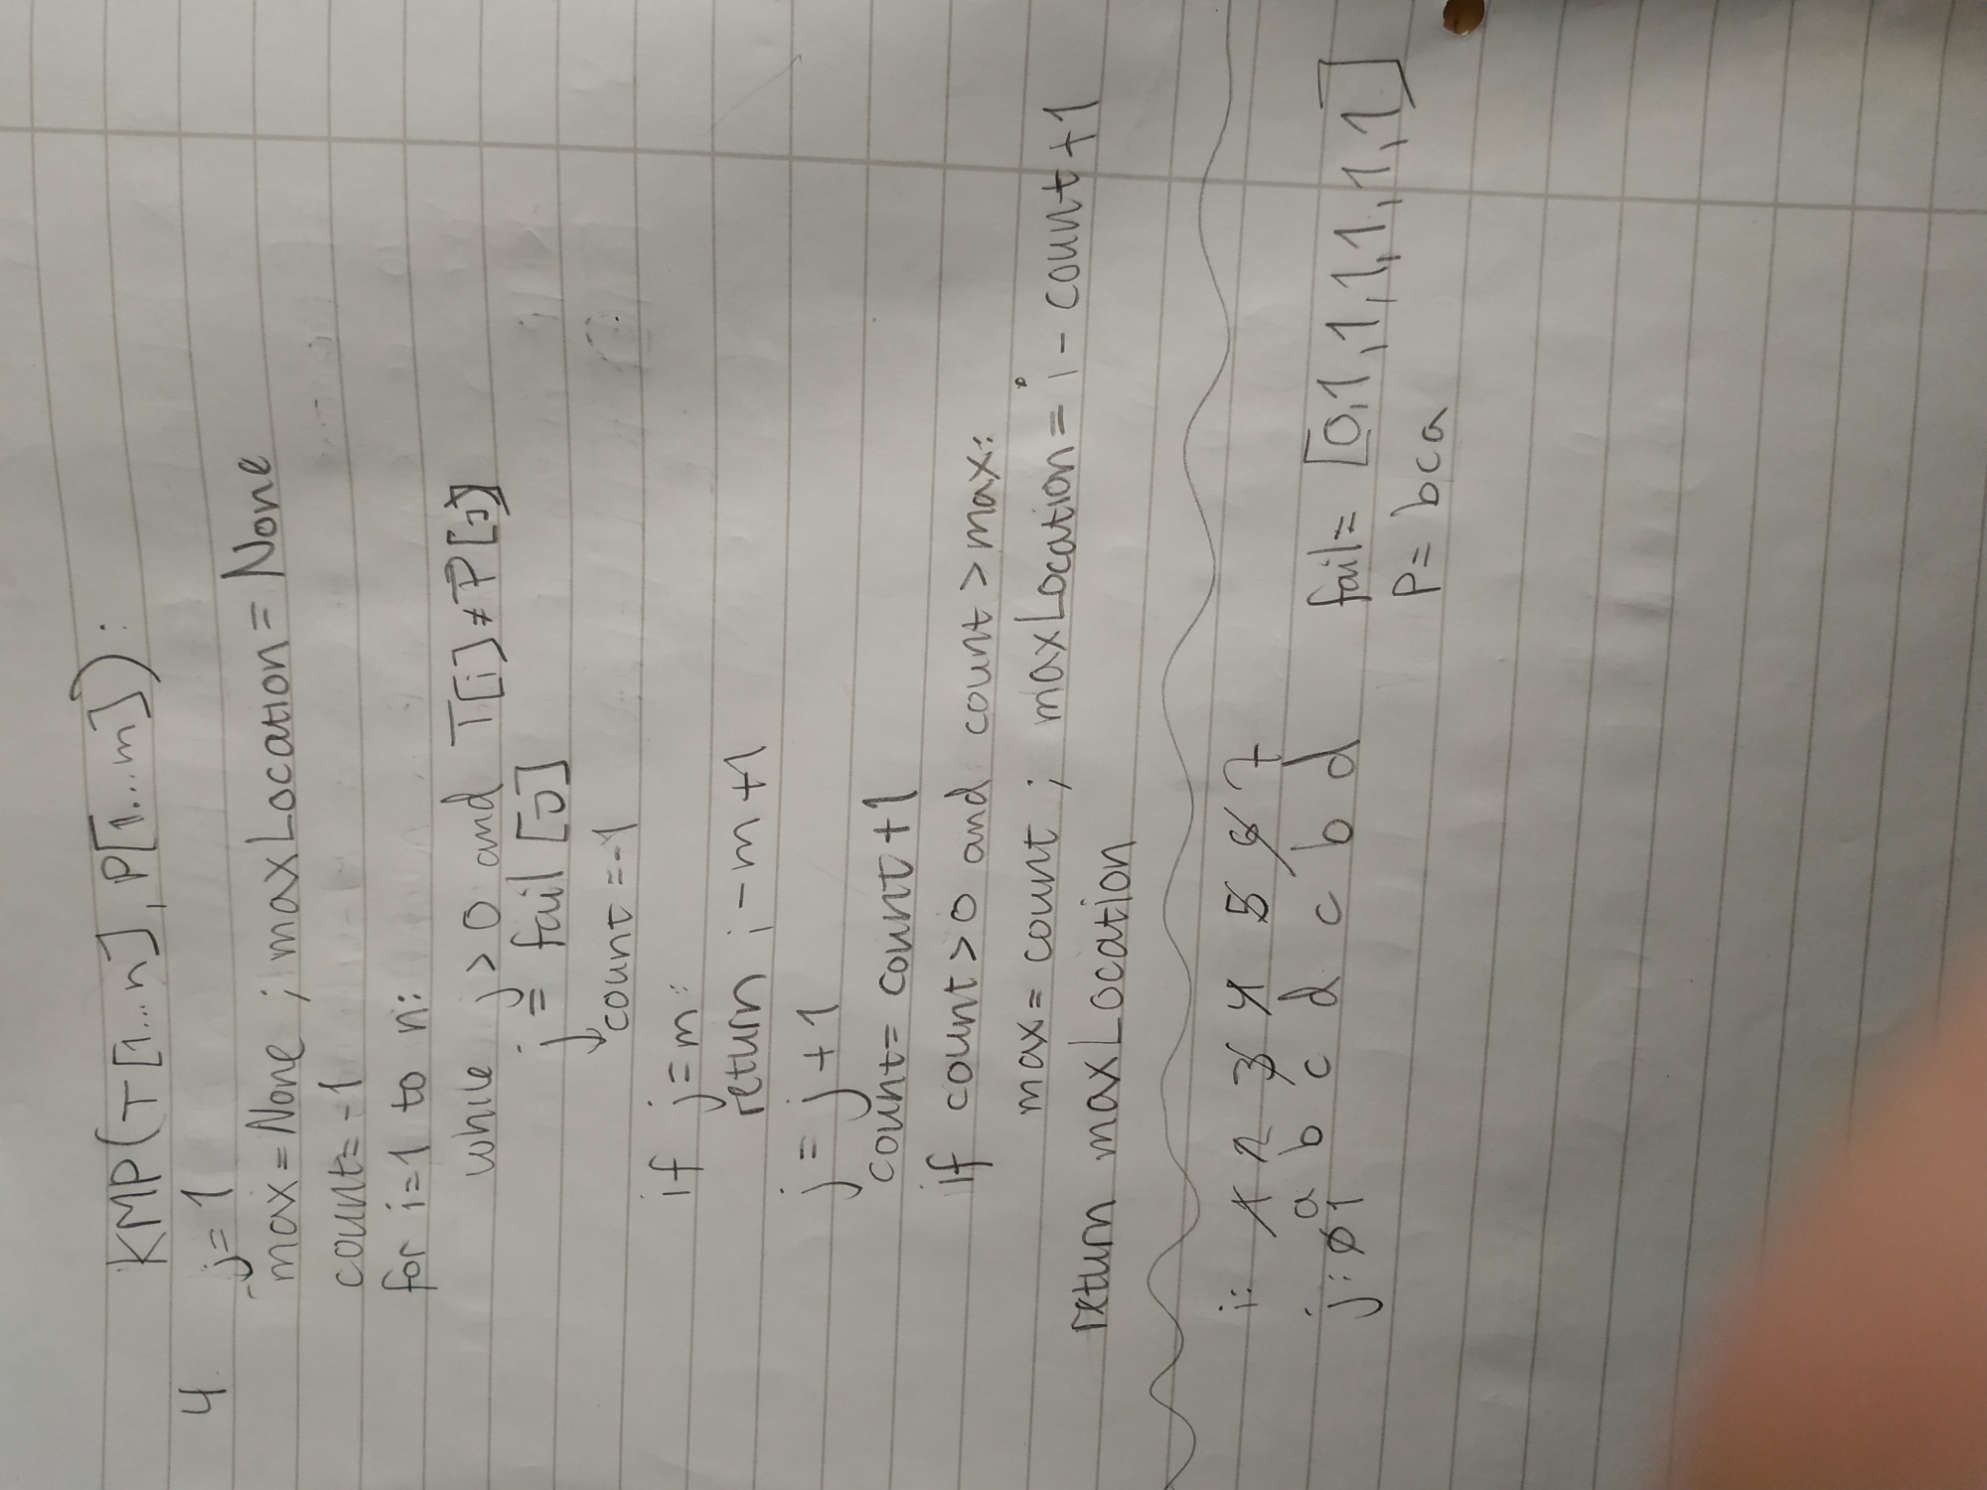 KMP(T[1...n], P[1...m]):
4. j=1
max=None ; maxLocation=None
count=-1
for i=1 to n:
while j>0 and T[i]≠P[j]
j = fail[j]
count=-1
if j=m:
return i-m+1
j=j+1
count=count+1
if count>0 and count>max:
max=count ; maxLocation=i-count+1
return maxLocation
i: 1 2 3 4 5 6 7
a b c d c b d
j: 0 1
fail= [0,1,1,1,1,1,1]
P= bca